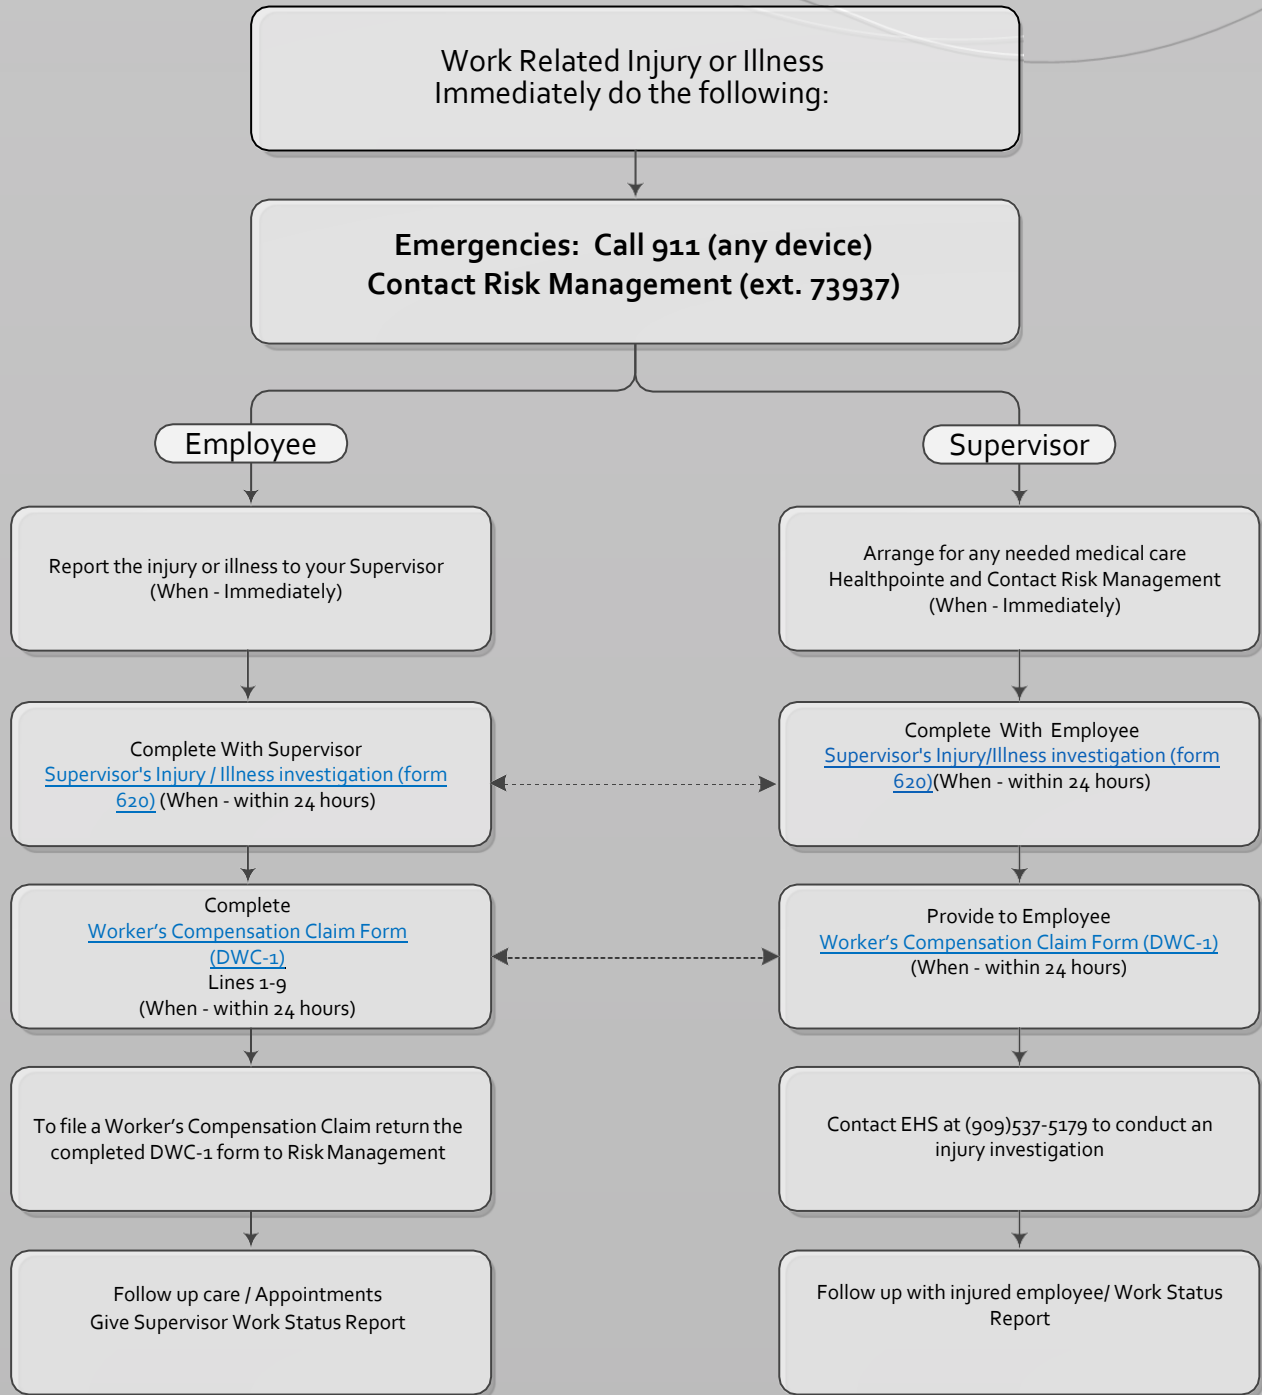 Work Related Injury or Illness
Immediately do the following:
Emergencies:  Call 911 (any device)
Contact Risk Management (ext. 73937)
Employee
Supervisor
Report the injury or illness to your Supervisor
(When - Immediately)
Arrange for any needed medical care
Healthpointe and Contact Risk Management
(When - Immediately)
Complete With Supervisor
Supervisor's Injury / Illness investigation (form
620) (When - within 24 hours)
Complete  With  Employee
Supervisor's Injury/Illness investigation (form
620)(When - within 24 hours)
Complete
Worker’s Compensation Claim Form
(DWC-1)
Lines 1-9
(When - within 24 hours)
Provide to Employee
Worker’s Compensation Claim Form (DWC-1)
(When - within 24 hours)
To file a Worker’s Compensation Claim return the
completed DWC-1 form to Risk Management
Contact EHS at (909)537-5179 to conduct an
injury investigation
Follow up care / Appointments
Give Supervisor Work Status Report
Follow up with injured employee/ Work Status
Report